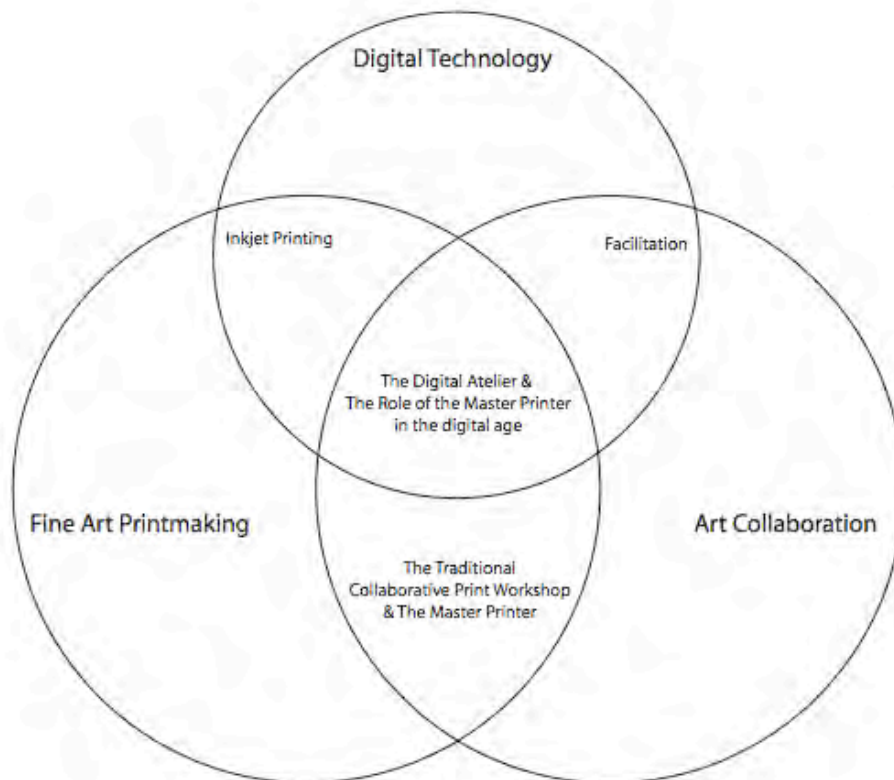 Digital Technology
Inkjet Printing
Facilitation
The Digital Atelier &
The Role of the Master Printer
in the digital age
Fine Art Printmaking
Art Collaboration
The Traditional
Collaborative Print Workshop
& The Master Printer